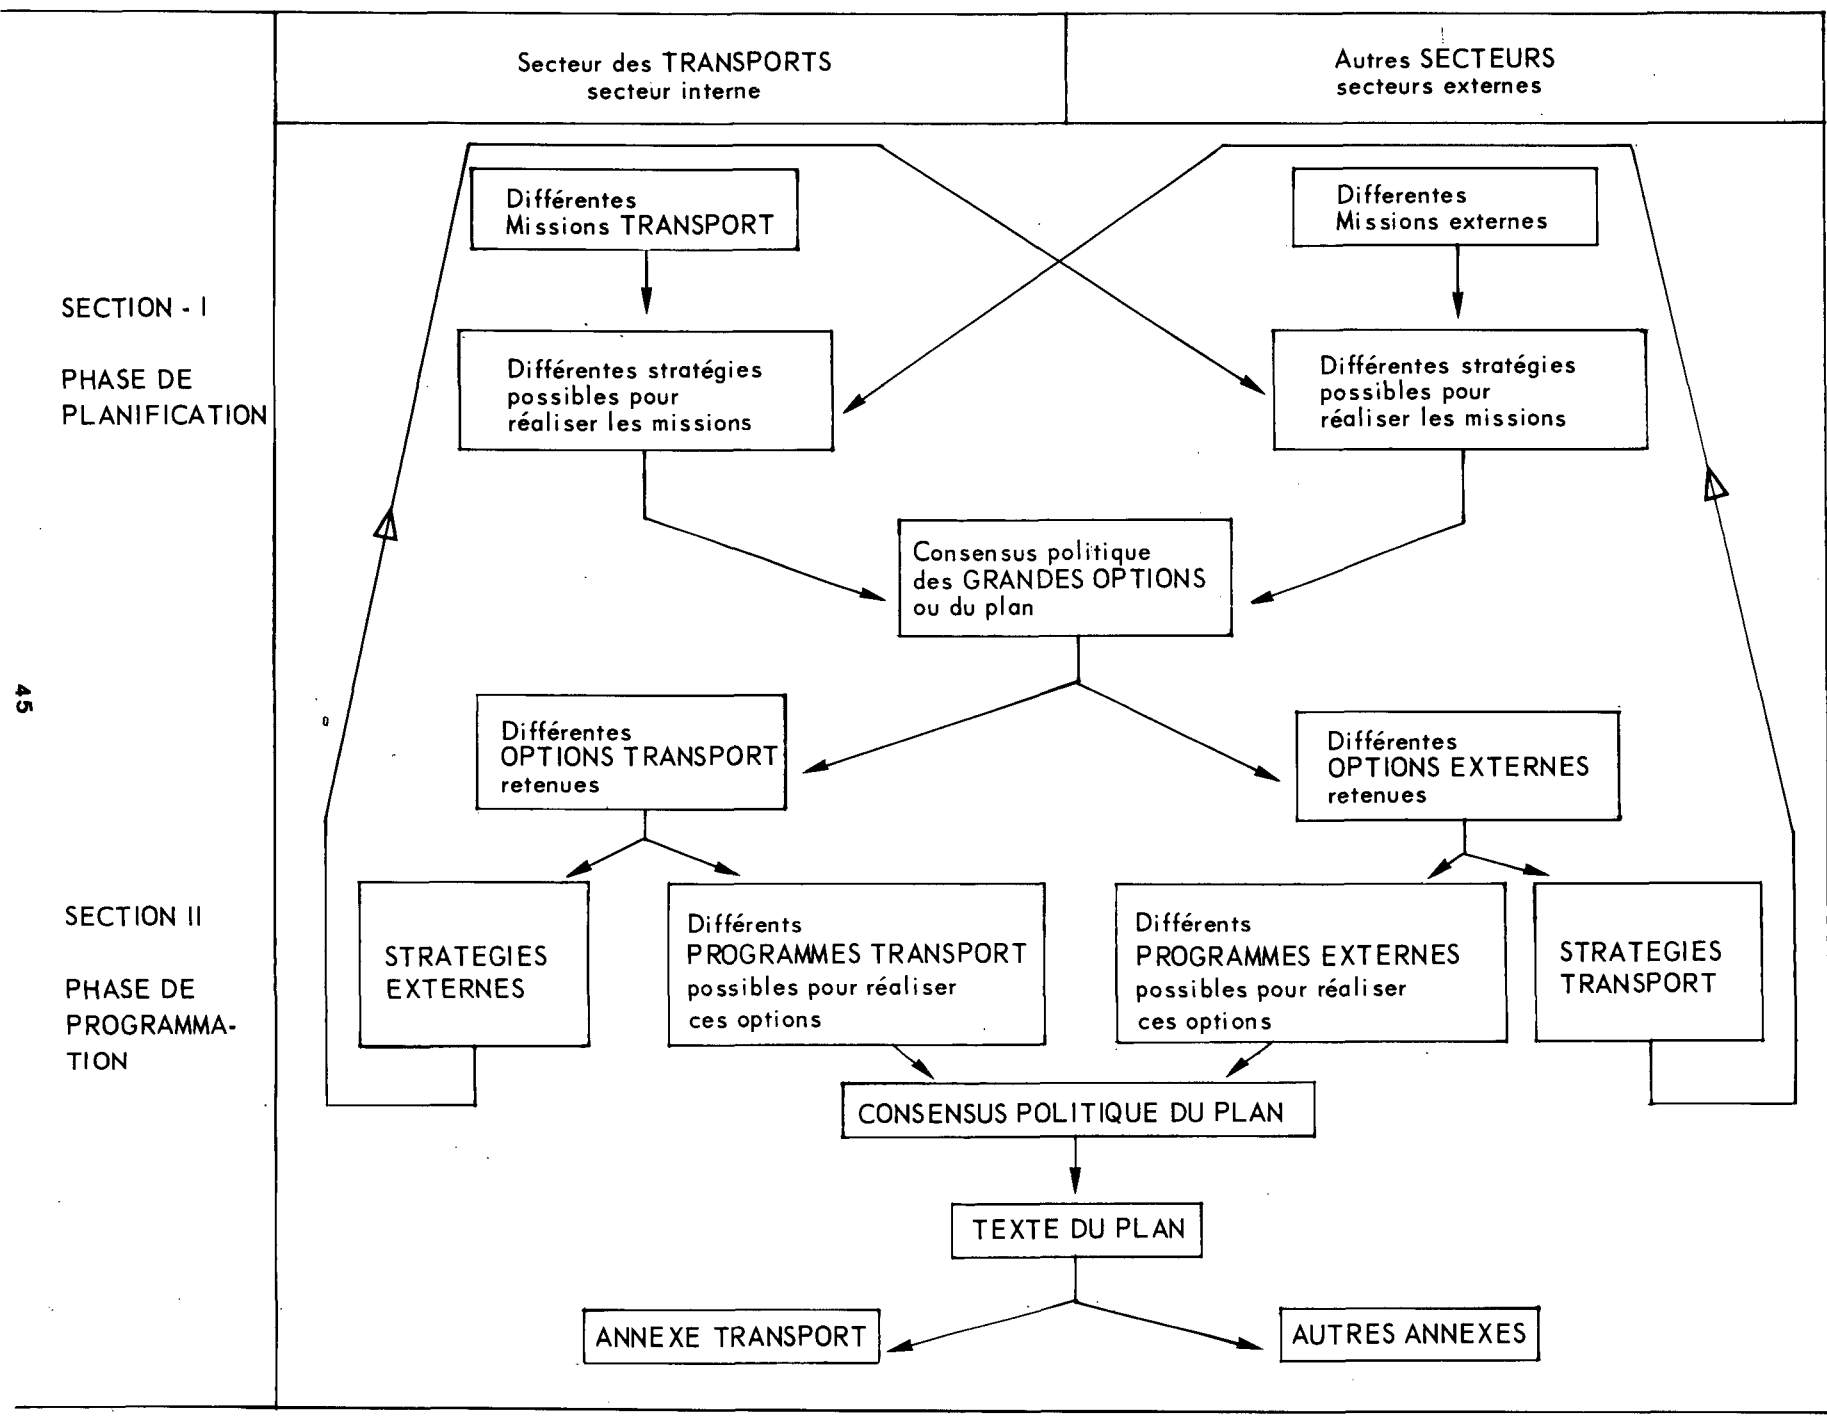 Secteur des TRANSPORTS
secteur interne
Autres SECTEURS
secteurs externes
SECTION - I
PHASE DE
PLANIFICATION
Différentes
Missions TRANSPORT
Differentes
Missions externes
Différentes stratégies
possibles pour
réaliser les missions
Différentes stratégies
possibles pour
réaliser les missions
Consensus politique
des GRANDES OPTIONS
ou du plan
45
Différentes
OPTIONS TRANSPORT
retenues
Différentes
OPTIONS EXTERNES
retenues
SECTION II
PHASE DE
PROGRAMMA-
TION
STRATEGIES
EXTERNES
Différents
PROGRAMMES TRANSPORT
possibles pour réaliser
ces options
Différents
PROGRAMMES EXTERNES
possibles pour réaliser
ces options
STRATEGIES
TRANSPORT
CONSENSUS POLITIQUE DU PLAN
TEXTE DU PLAN
ANNEXE TRANSPORT
AUTRES ANNEXES